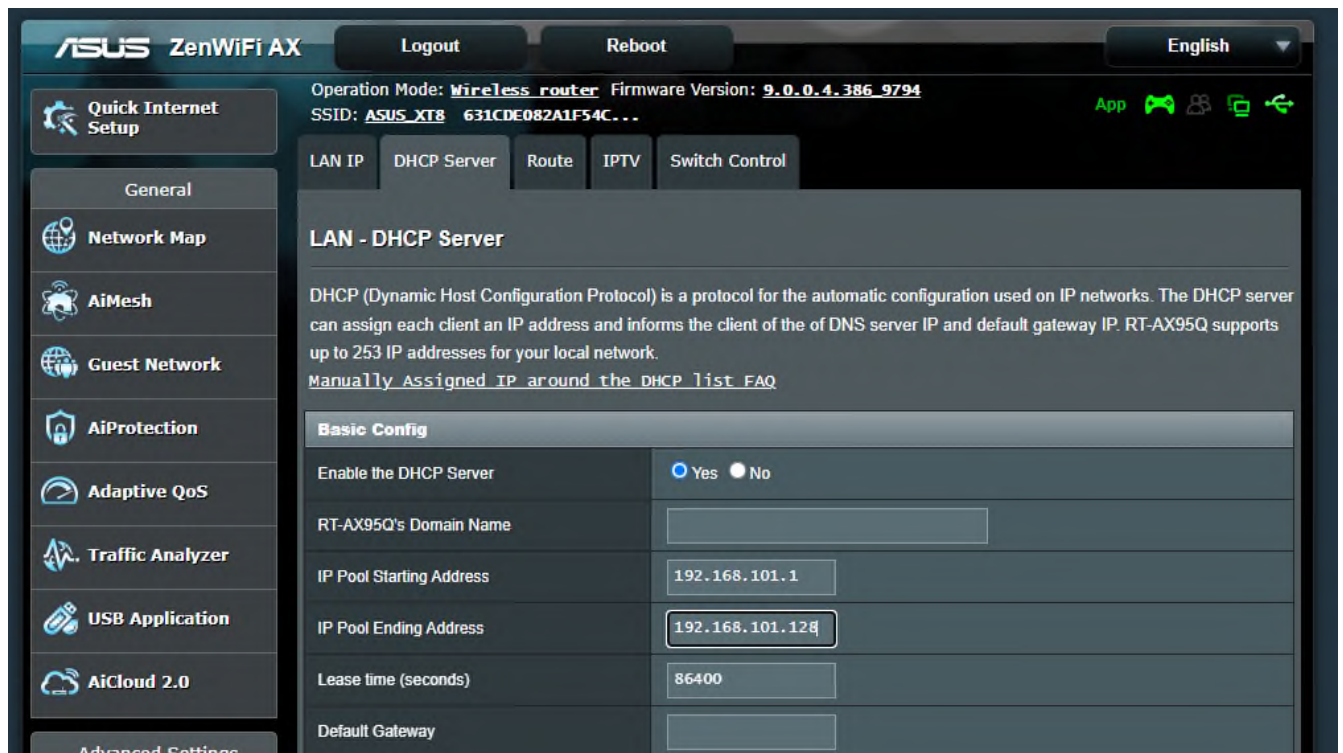 ASUS ZenWiFi AX
Logout
Reboot
English
Quick Internet
Setup
General
Network Map
AiMesh
Guest Network
AiProtection
Adaptive QoS
Traffic Analyzer
USB Application
AiCloud 2.0
Advanced Settings
Operation Mode: Wireless router Firmware Version: 9.0.0.4.386_9794
SSID: ASUS_XT8 631CDE082A1F54C...
App
LAN IP
DHCP Server
Route
IPTV
Switch Control
LAN - DHCP Server
DHCP (Dynamic Host Configuration Protocol) is a protocol for the automatic configuration used on IP networks. The DHCP server
can assign each client an IP address and informs the client of the of DNS server IP and default gateway IP. RT-AX95Q supports
up to 253 IP addresses for your local network.
Manually Assigned IP around the DHCP list FAQ
Basic Config
Enable the DHCP Server Yes No
RT-AX95Q's Domain Name
IP Pool Starting Address 192.168.101.1
IP Pool Ending Address 192.168.101.128
Lease time (seconds) 86400
Default Gateway